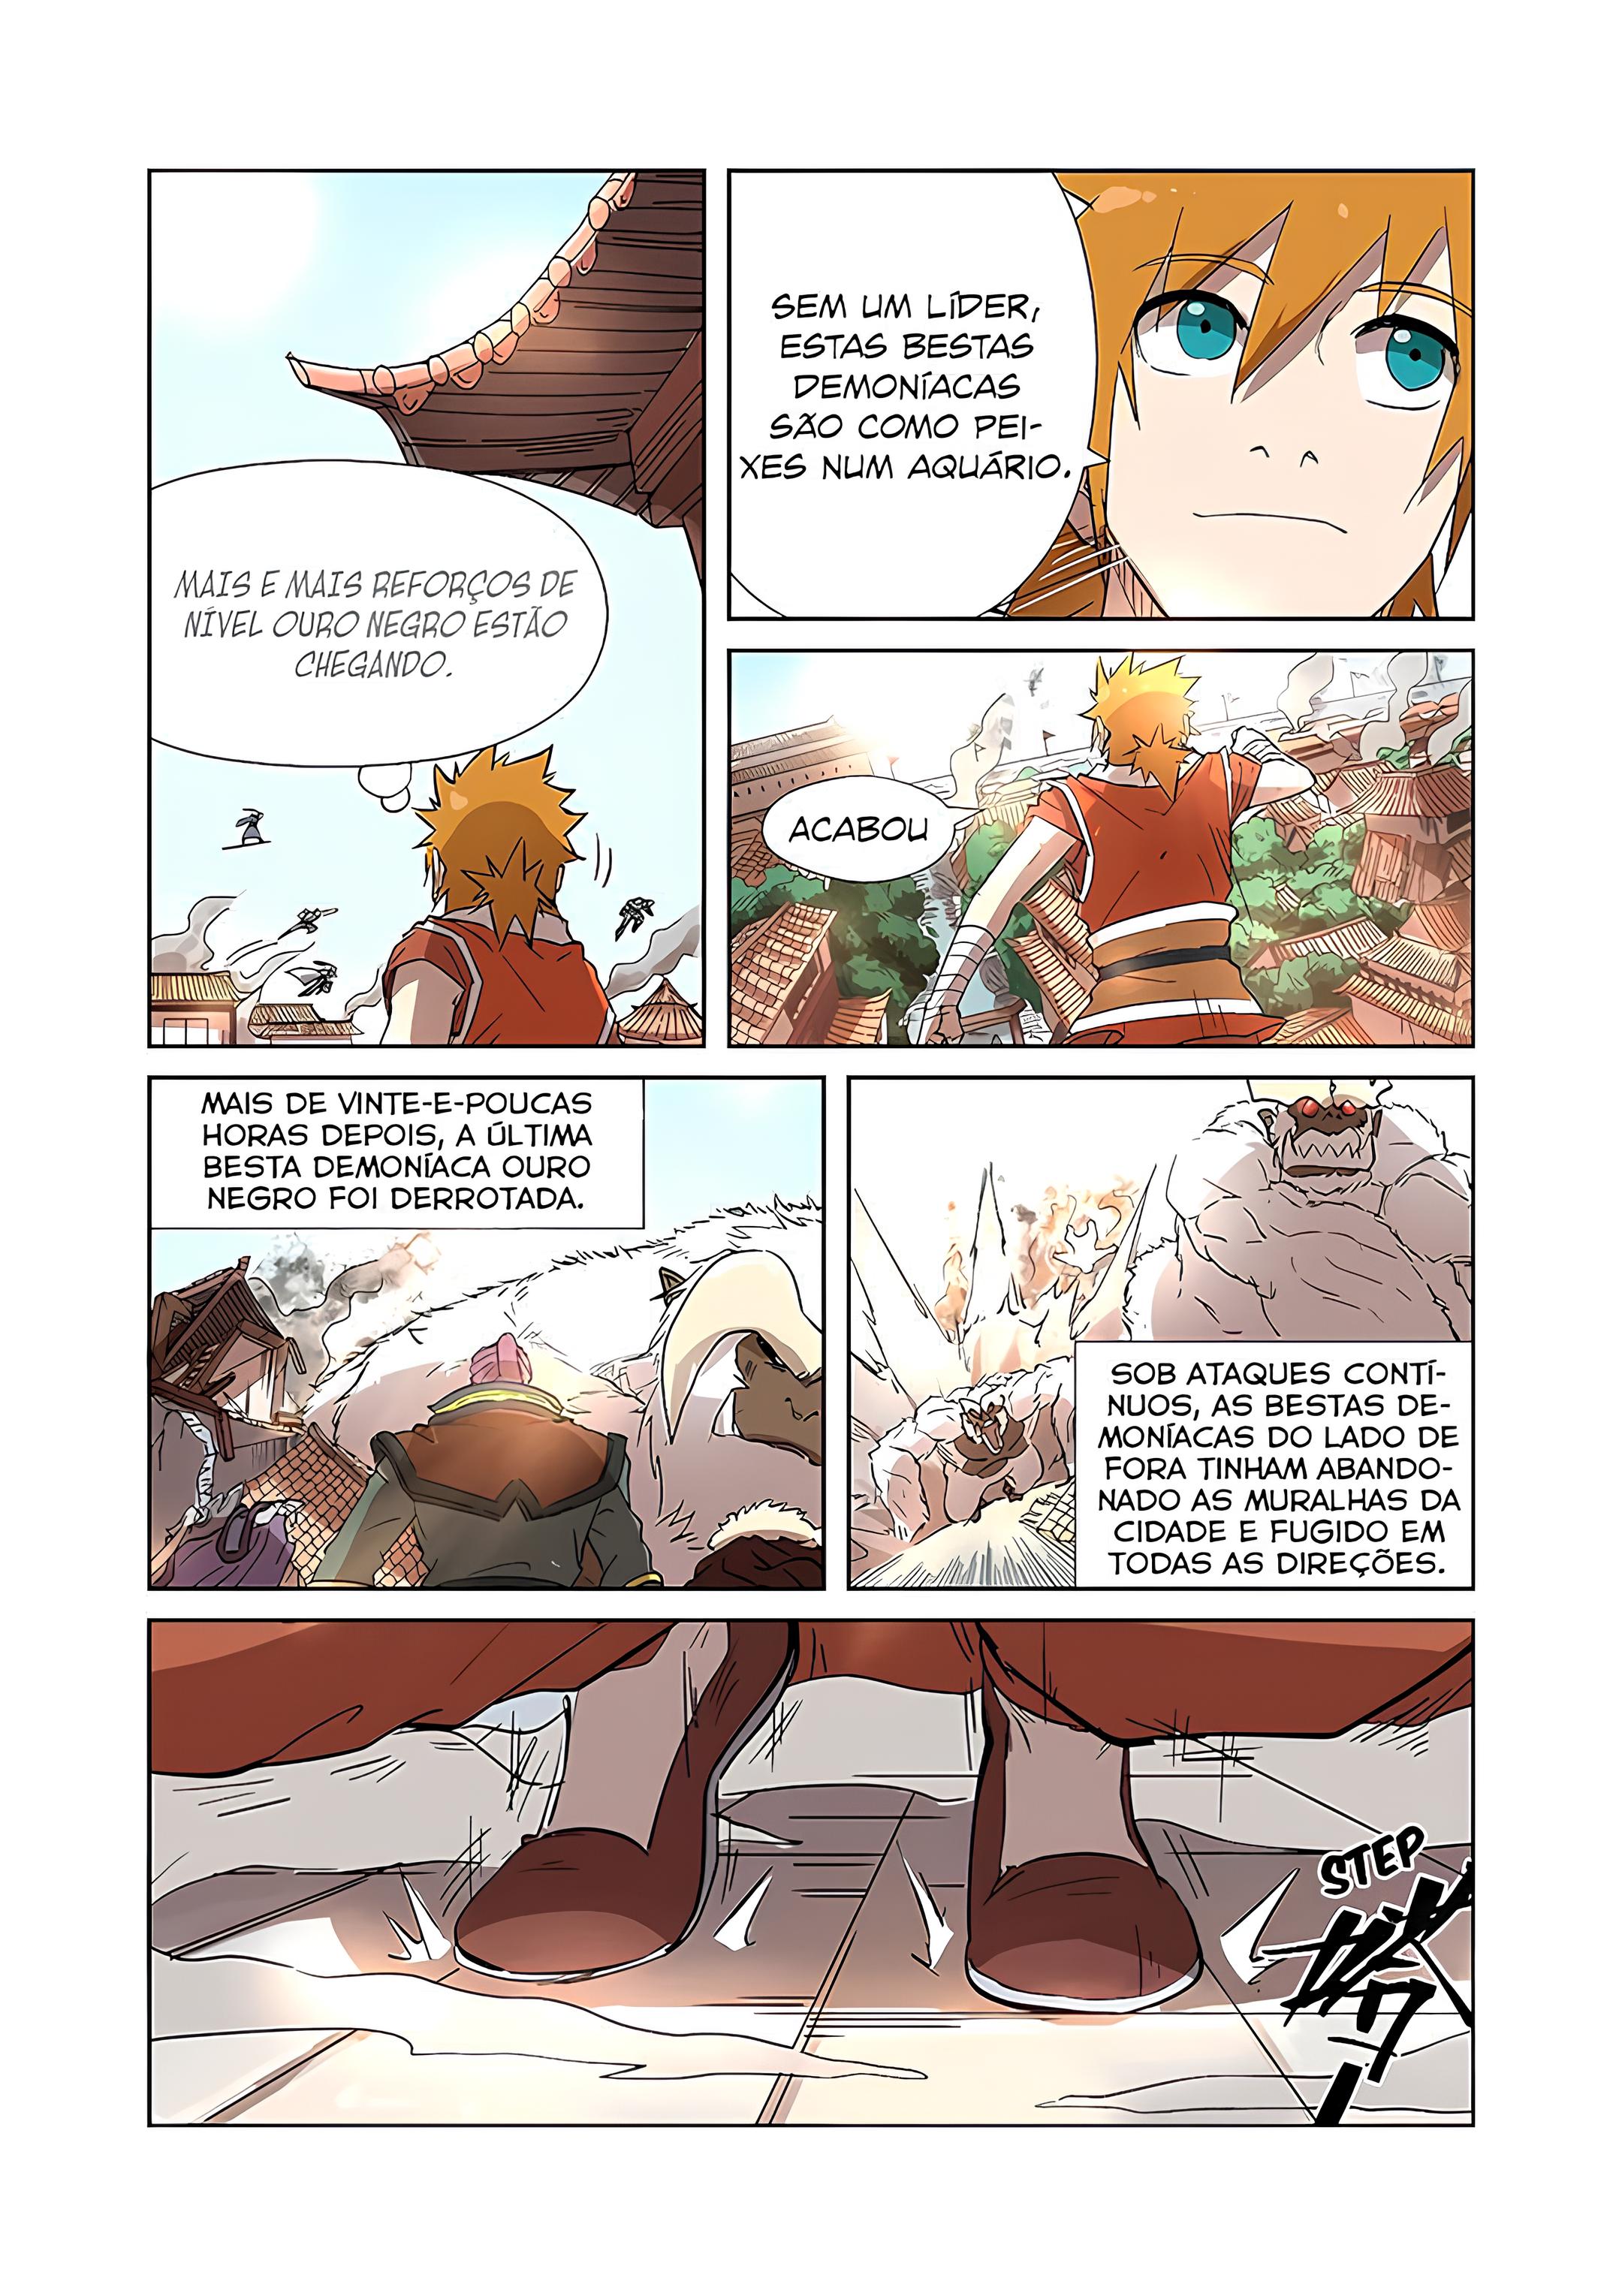 MAIS E MAIS REFORÇOS DE
NÍVEL OURO NEGRO ESTÃO
CHEGANDO.
SEM UM LÍDER,
ESTAS BESTAS
DEMONÍACAS
SÃO COMO PEI-
XES NUM AQUÁRIO.
ACABOU
MAIS DE VINTE-E-POUCAS
HORAS DEPOIS, A ÚLTIMA
BESTA DEMONÍACA OURO
NEGRO FOI DERROTADA.
SOB ATAQUES CONTÍ-
NUOS, AS BESTAS DE-
MONÍACAS DO LADO DE
FORA TINHAM ABANDO-
NADO AS MURALHAS DA
CIDADE E FUGIDO EM
TODAS AS DIREÇÕES.
STEP